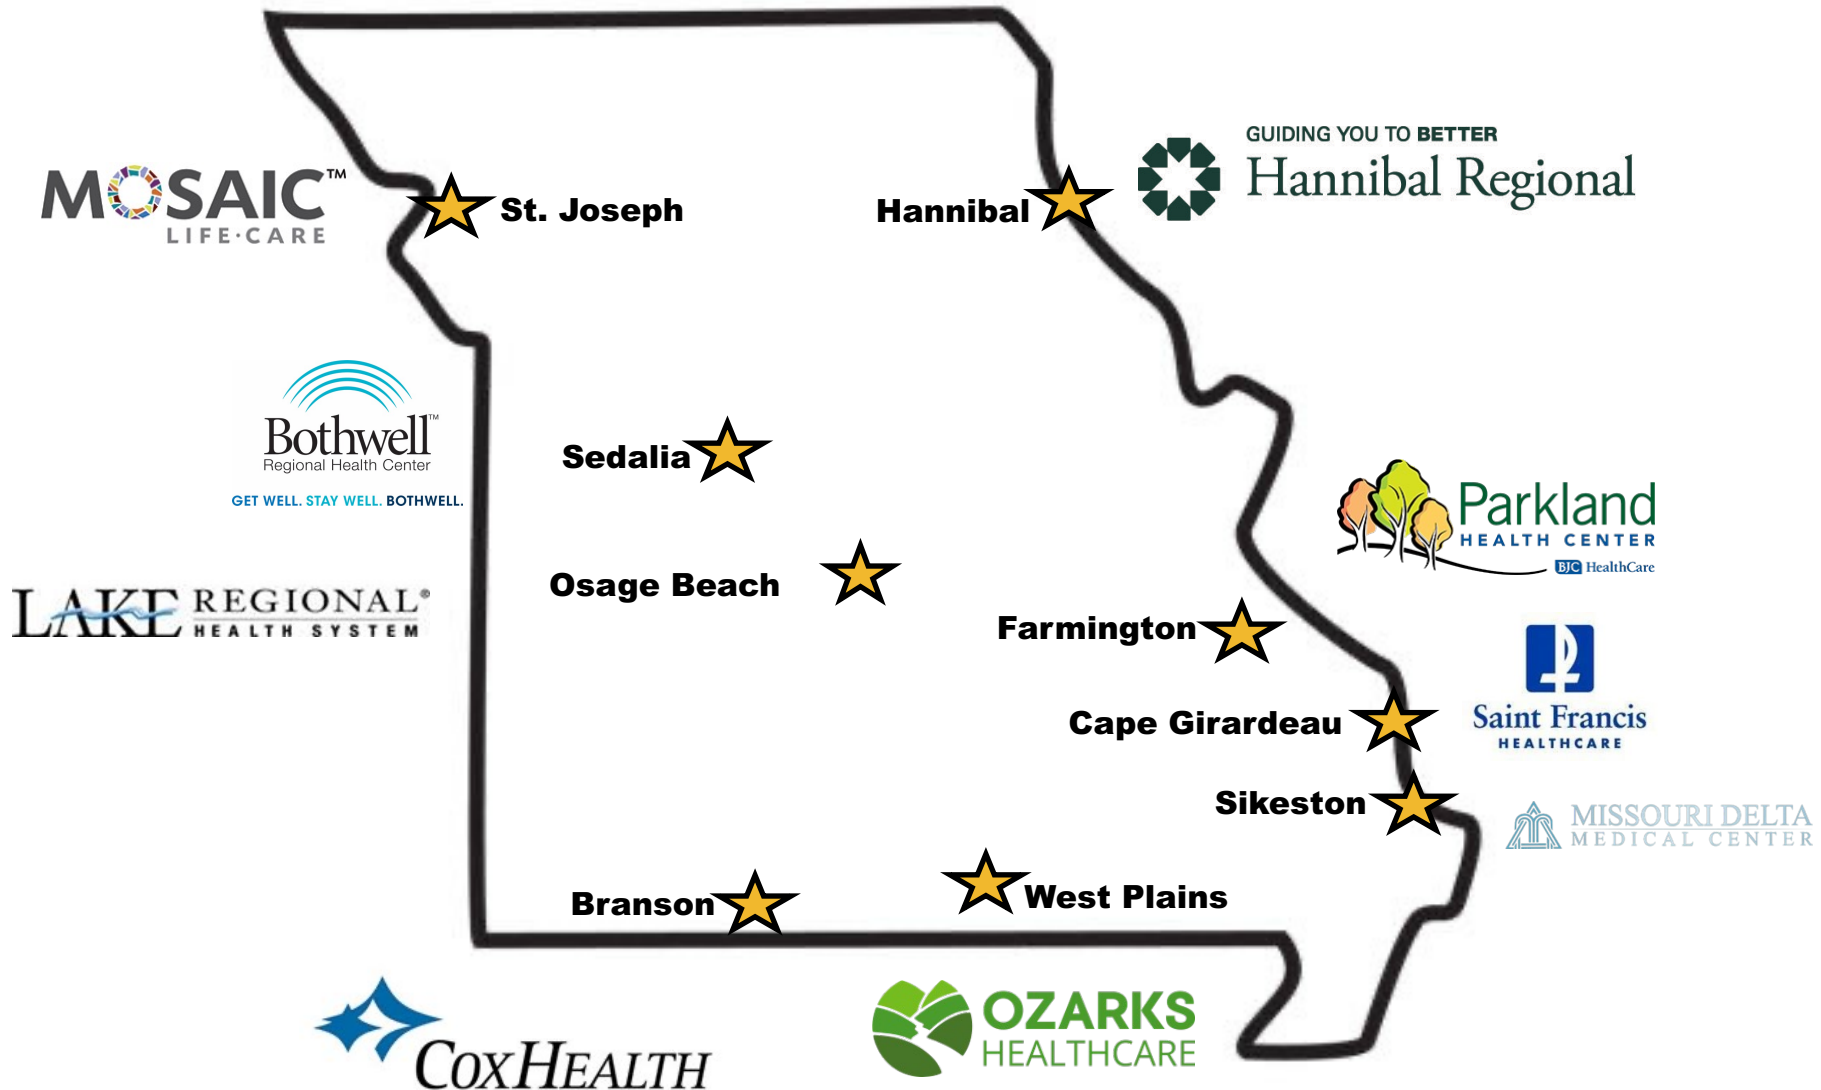 GUIDING YOU TO BETTER
Hannibal Regional
MOSAIC™
LIFE·CARE
St. Joseph
Hannibal
Bothwell™
Regional Health Center
GET WELL. STAY WELL. BOTHWELL.
Sedalia
Parkland
HEALTH CENTER
BJC HealthCare
LAKE REGIONAL®
HEALTH SYSTEM
Osage Beach
Farmington
Saint Francis
HEALTHCARE
Cape Girardeau
Sikeston
MISSOURI DELTA
MEDICAL CENTER
Branson
West Plains
COXHEALTH
OZARKS
HEALTHCARE